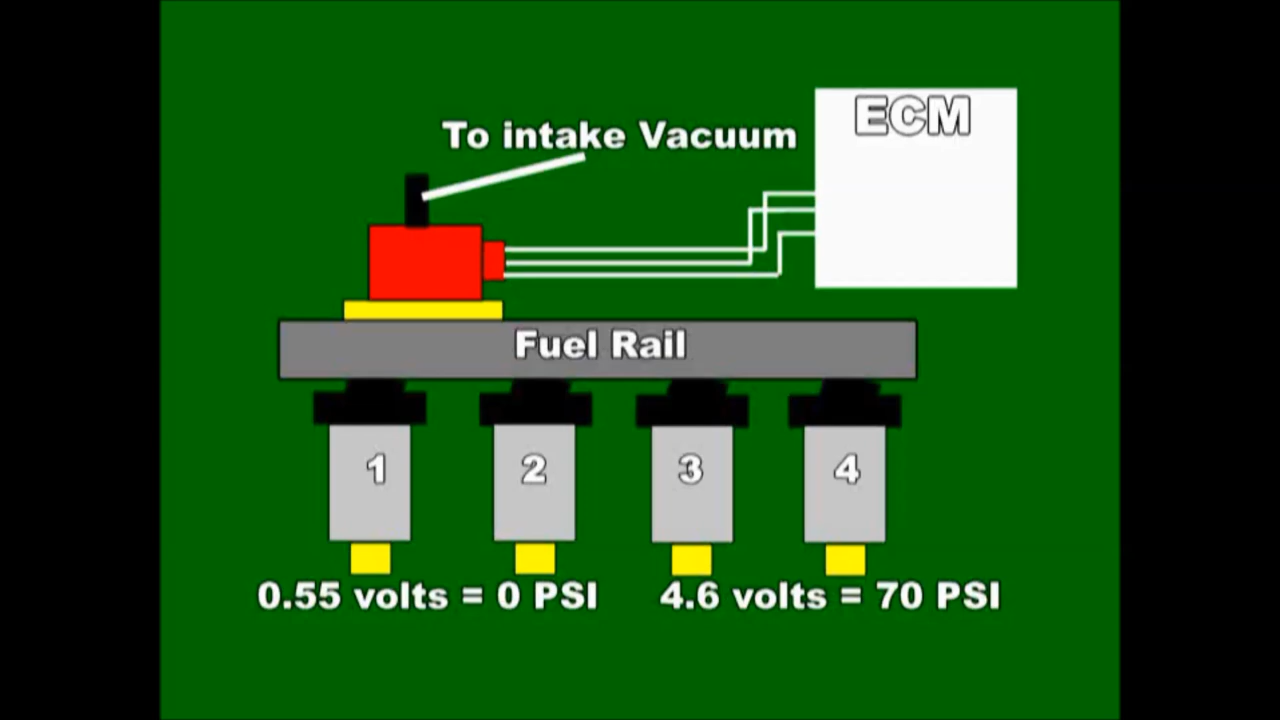 ECM
To intake Vacuum
Fuel Rail
1 2 3 4
0.55 volts = 0 PSI 4.6 volts = 70 PSI